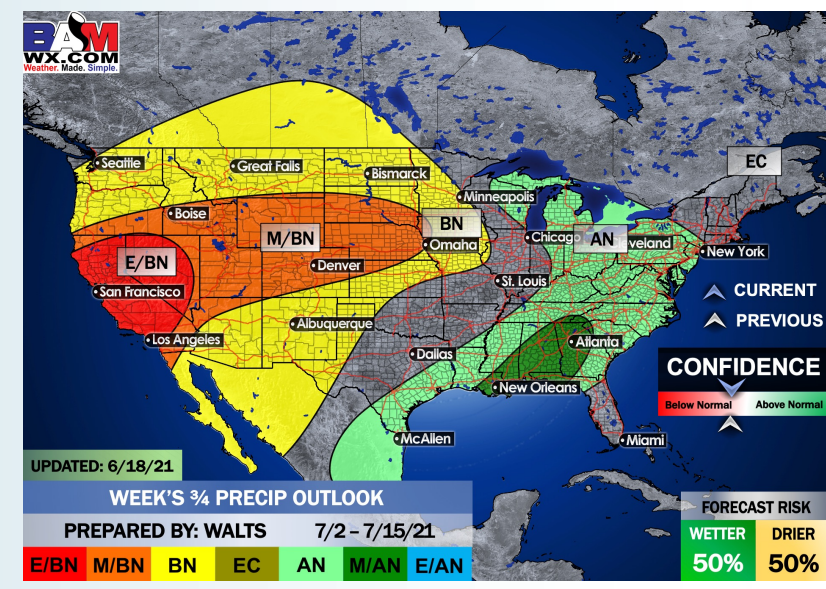 BAM
WX.COM
Weather. Made. Simple.
Seattle
Great Falls
Bismarck
Minneapolis
EC
Boise
M/BN
BN
Omaha
Chicago
AN
eveland
New York
E/BN
Denver
San Francisco
St. Louis
CURRENT
PREVIOUS
Los Angeles
Albuquerque
Dallas
Atlanta
CONFIDENCE
Below Normal
Above Normal
New Orleans
McAllen
Miami
UPDATED: 6/18/21
WEEK'S ¾ PRECIP OUTLOOK
PREPARED BY: WALTS 7/2 – 7/15/21
E/BN M/BN BN EC AN M/AN E/AN
FORECAST RISK
WETTER DRIER
50% 50%